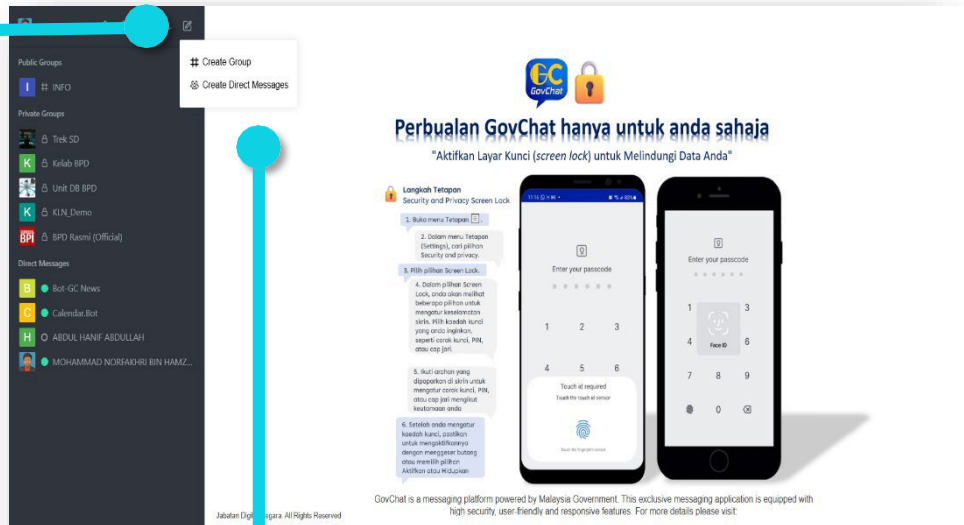 Public Groups
I # INFO
Private Groups
Trek SD
K Kelab BPD
Unit DB BPD
K KLN_Demo
BPD Rasmi (Official)
Direct Messages
B Bot-GC News
C Calendar.Bot
H ABDUL HANIF ABDULLAH
MOHAMMAD NORFAKHRI BIN HAMZ...
# Create Group
Create Direct Messages
GC
GovChat
Perbualan GovChat hanya untuk anda sahaja
"Aktifkan Layar Kunci (screen lock) untuk Melindungi Data Anda"
Langkah Tetapan
Security and Privacy Screen Lock
1. Buka menu Tetapan .
2. Dalam menu Tetapan
(Settings), cari pilihan
Security and privacy.
3. Pilih pilihan Screen Lock.
4. Dalam pilihan Screen
Lock, anda akan melihat
beberapa pilihan untuk
mengatur keselamatan
skrin. Pilih kaedah kunci
yang anda inginkan,
seperti corak kunci, PIN,
atau cap jari.
5. Ikuti arahan yang
dipaparkan di skrin untuk
mengatur corak kunci, PIN,
atau cap jari mengikut
keutamaan anda
6. Setelah anda mengatur
kaedah kunci, pastikan
untuk mengaktifkannya
dengan menggeser butang
atau memilih pilihan
Aktifkan atau Hidupkan
Enter your passcode
1 2 3
4 5 6
Touch id required
Touch the touch id sensor
Enter your passcode
1 3
4 Face ID 6
7 8 9
0
GovChat is a messaging platform powered by Malaysia Government. This exclusive messaging application is equipped with
high security, user-friendly and responsive features. For more details please visit:
Jabatan Digital Negara. All Rights Reserved